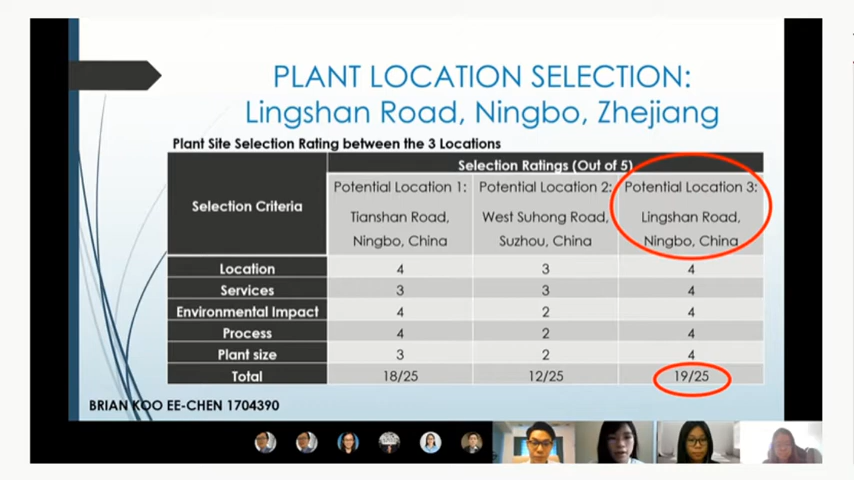 PLANT LOCATION SELECTION:
Lingshan Road, Ningbo, Zhejiang
Plant Site Selection Rating between the 3 Locations
Selection Criteria
Selection Ratings (Out of 5)
Potential Location 1: Potential Location 2: Potential Location 3:
Tianshan Road, West Suhong Road, Lingshan Road,
Ningbo, China Suzhou, China Ningbo, China
Location 4 3 4
Services 3 3 4
Environmental Impact 4 2 4
Process 4 2 4
Plant size 3 2 4
Total 18/25 12/25 19/25
BRIAN KOO EE-CHEN 1704390